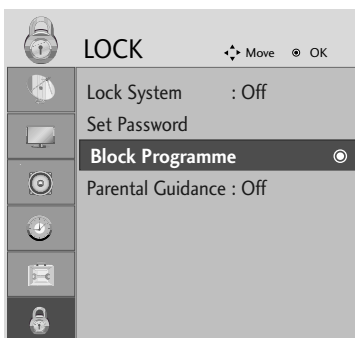 LOCK Move OK
Lock System : Off
Set Password
Block Programme
Parental Guidance : Off